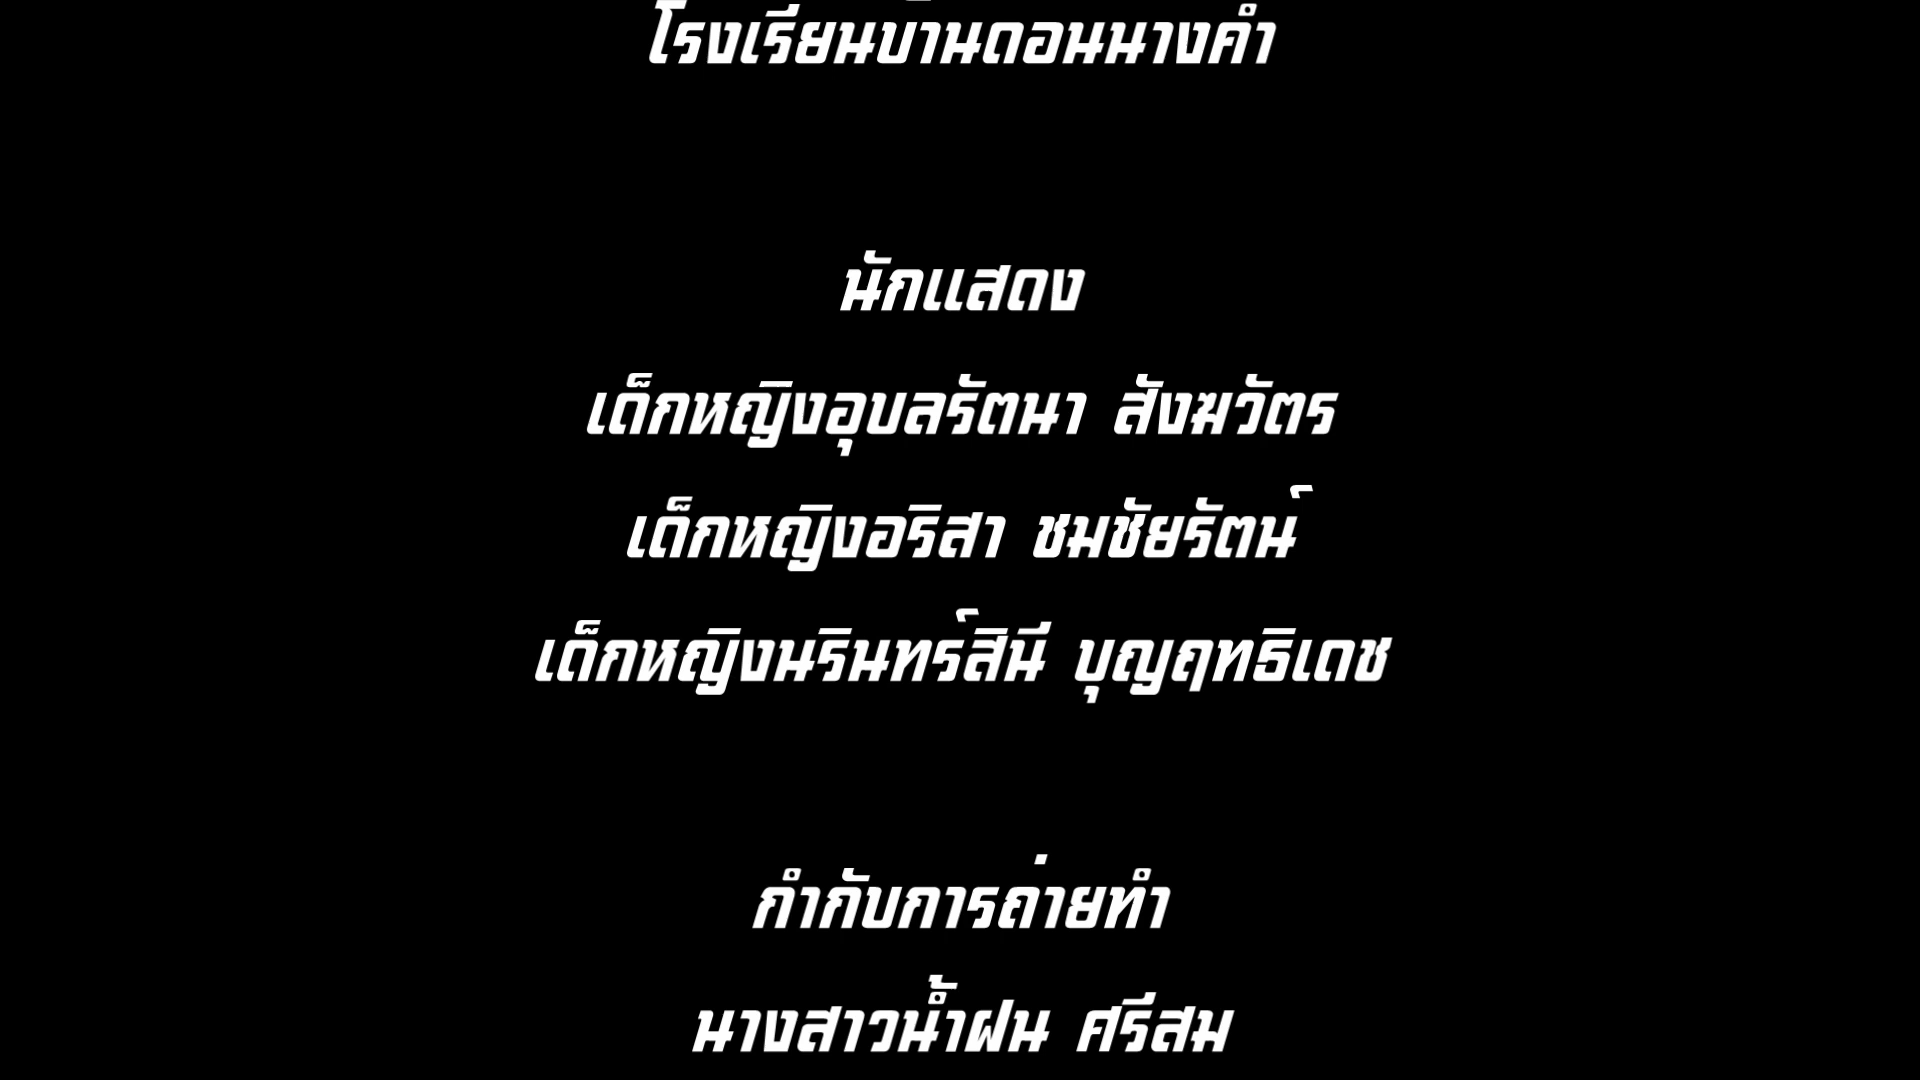 โรงเรียนบ้านดอนนางคำ
นักแสดง
เด็กหญิงอุบลรัตนา สังฆวัตร
เด็กหญิงอริสา ชมชัยรัตน์
เด็กหญิงนรินทร์สินี บุญฤทธิเดช
กำกับการถ่ายทำ
นางสาวน้ำฝน ศรีสม